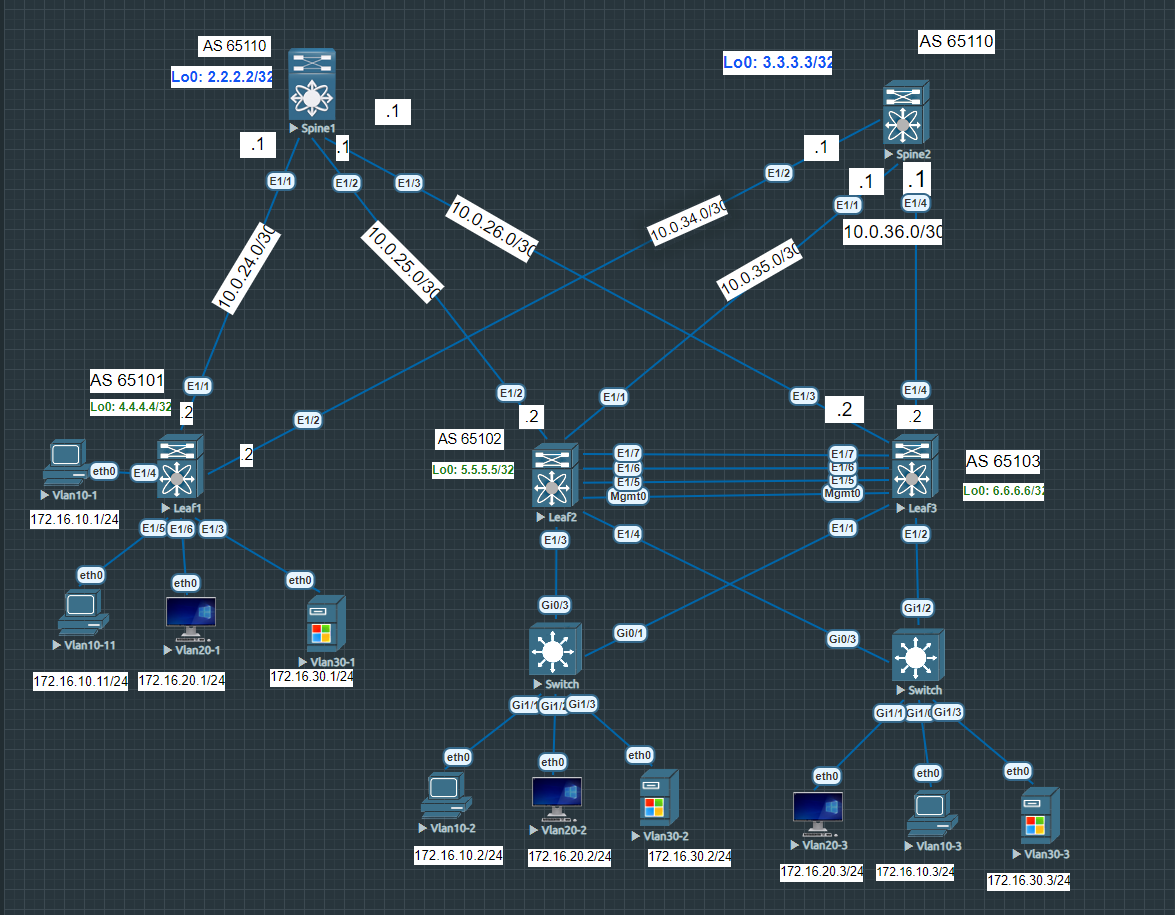 AS 65110
AS 65110
Lo0: 2.2.2.2/32
Lo0: 3.3.3.3/32
.1
Spine1
.1
.1
.1
Spine2
E1/1
E1/2
E1/3
E1/2
.1
.1
E1/1
E1/4
10.0.24.0/30
10.0.25.0/30
10.0.26.0/30
10.0.34.0/30
10.0.35.0/30
10.0.36.0/30
AS 65101
E1/1
Lo0: 4.4.4.4/32
.2
E1/2
E1/2
E1/1
E1/3
E1/4
.2
.2
.2
.2
AS 65102
Lo0: 5.5.5.5/32
AS 65103
Lo0: 6.6.6.6/32
eth0
E1/4
Vlan10-1
Leaf1
172.16.10.1/24
E1/7
E1/6
E1/5
Mgmt0
E1/7
E1/6
E1/5
Mgmt0
Leaf2
Leaf3
E1/5
E1/6
E1/3
E1/3
E1/4
E1/1
E1/2
eth0
eth0
eth0
Gi0/3
Gi0/1
Gi0/3
Gi1/2
Vlan10-11
Vlan20-1
Vlan30-1
172.16.10.11/24
172.16.20.1/24
172.16.30.1/24
Switch
Switch
Gi1/1
Gi1/2
Gi1/3
Gi1/1
Gi1/0
Gi1/3
eth0
eth0
eth0
eth0
eth0
eth0
Vlan10-2
Vlan20-2
Vlan30-2
Vlan20-3
Vlan10-3
Vlan30-3
172.16.10.2/24
172.16.20.2/24
172.16.30.2/24
172.16.20.3/24
172.16.10.3/24
172.16.30.3/24